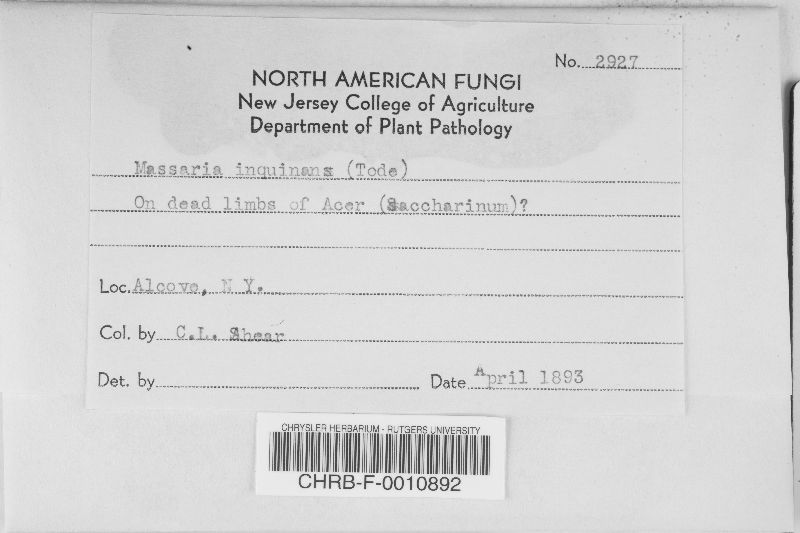 No. 2927
NORTH AMERICAN FUNGI
New Jersey College of Agriculture
Department of Plant Pathology
Massaria inquinans (Tode)
On dead limbs of Acer (Saccharinum)?
Loc. Alcove, N Y.
Col. by C.L. Shear
Det. by
Date April 1893
CHRYSLER HERBARIUM - RUTGERS UNIVERSITY
CHRB-F-0010892